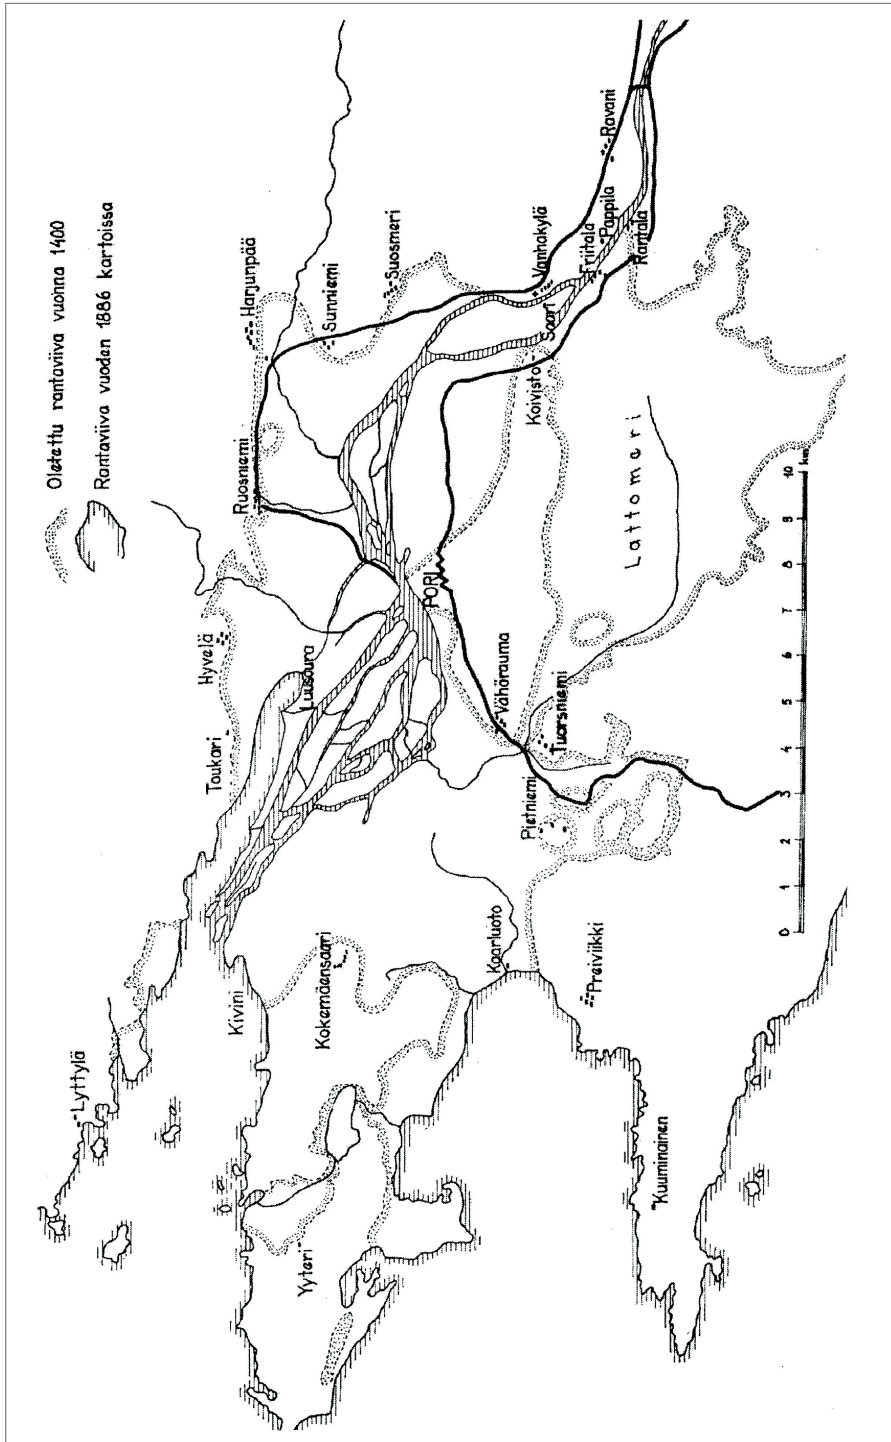 Oletettu rantaviiva vuonna 1400
Rantaviiva vuoden 1886 kartoissa
Lyttylä
Toukari
Hyvelä
Ruosniemi
Harjunpää
Sunniemi
Suosmeri
Kivini
Luusoura
Kokemäensaari
Yyteri
PORI
Vanhakylä
Saari
Friitala
Pappila
Ravani
Rantala
Koivisto
Kaarluoto
Vähärauma
Pietniemi
Tuorsniemi
Preiviikki
Lattomeri
Kuuminainen
0 1 2 3 4 5 6 7 8 9 10 km